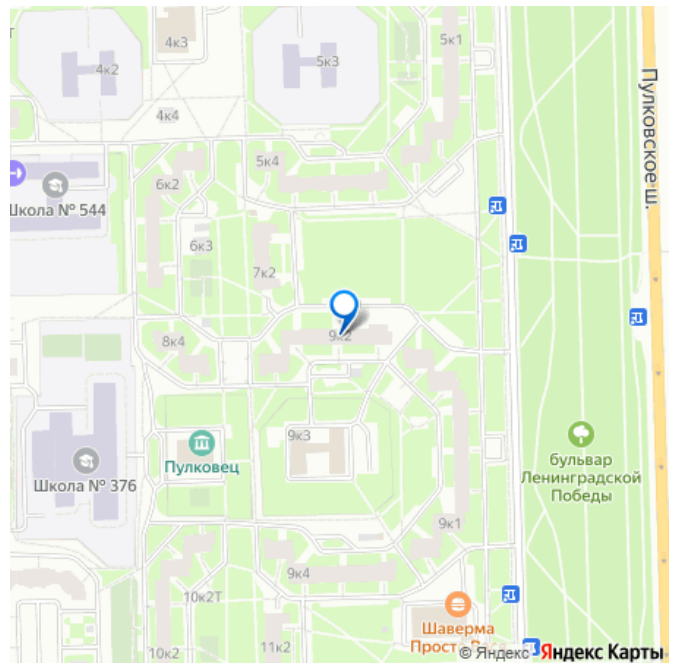 4к3
5к1
4к2
5к3
4к4
Пулковское ш.
5к4
6к2
Школа № 544
6к3
7к2
8к4
9к2
9к3
Пулковец
бульвар
Ленинградской
Победы
Школа № 376
9к1
9к4
10к2Т
Шаверма
10к2
11к2
© Яндекс
Яндекс Карты